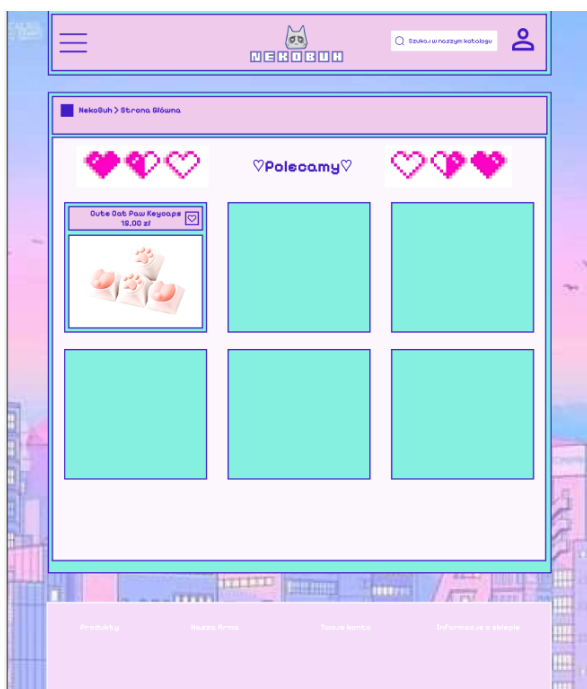 NEKOBUH
Szukaj w naszym katalogu
NekoBuh > Strona Główna
♡Polecamy♡
Cute Cat Paw Keycaps
19,00 zł
Produkty
Nasza firma
Twoje konto
Informacje o sklepie